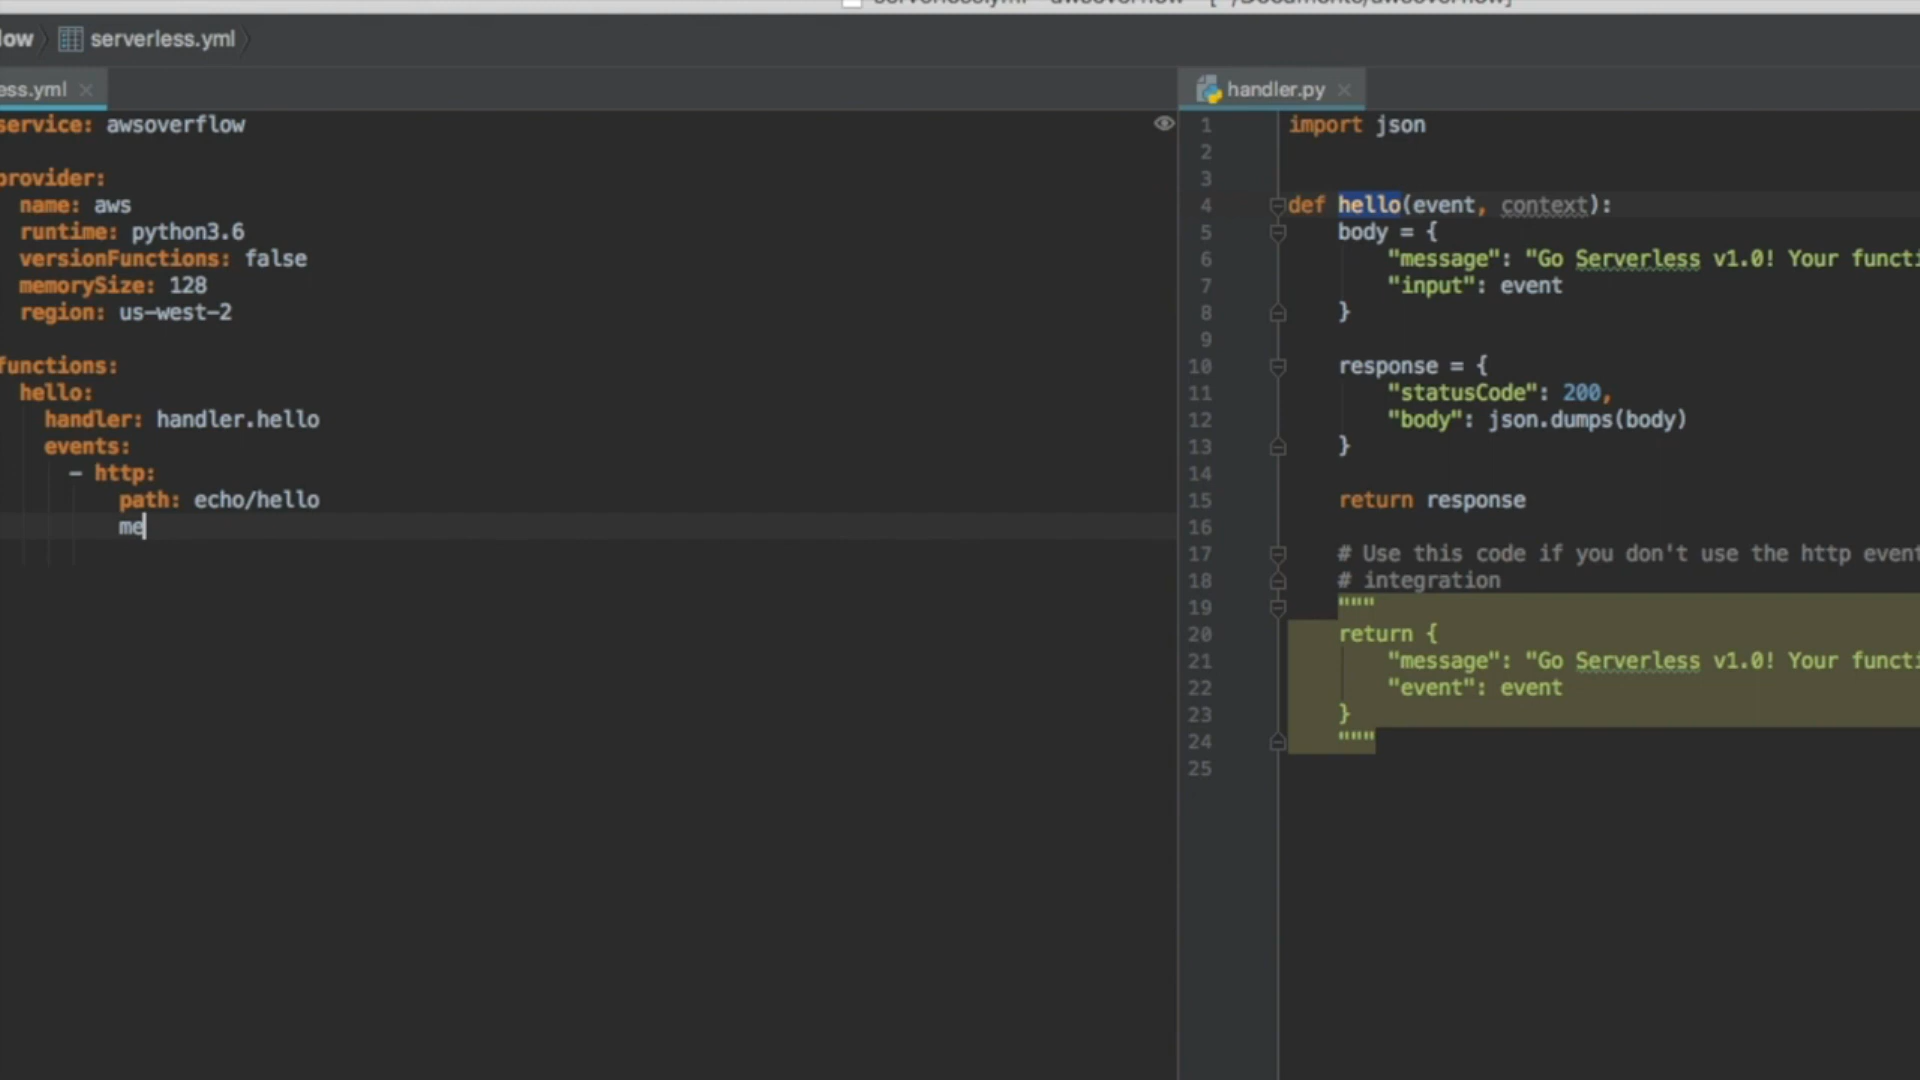 low serverless.yml
ess.yml
service: awsoverflow
provider:
name: aws
runtime: python3.6
versionFunctions: false
memorySize: 128
region: us-west-2
functions:
hello:
handler: handler.hello
events:
- http:
path: echo/hello
me
handler.py
1 import json
2
3
4 def hello(event, context):
5 body = {
6 "message": "Go Serverless v1.0! Your functi
7 "input": event
8 }
9
10 response = {
11 "statusCode": 200,
12 "body": json.dumps(body)
13 }
14
15 return response
16
17 # Use this code if you don't use the http event
18 # integration
19 """
20 return {
21 "message": "Go Serverless v1.0! Your functi
22 "event": event
23 }
24 """
25